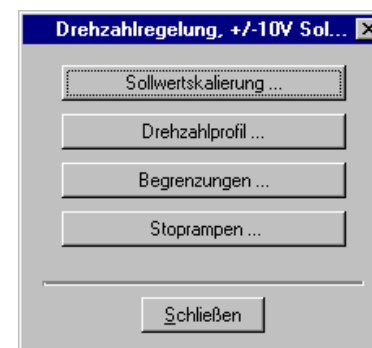 Drehzahlregelung, +/-10V Sol...
Sollwertskalierung ...
Drehzahlprofil ...
Begrenzungen ...
Stoprampen ...
Schließen